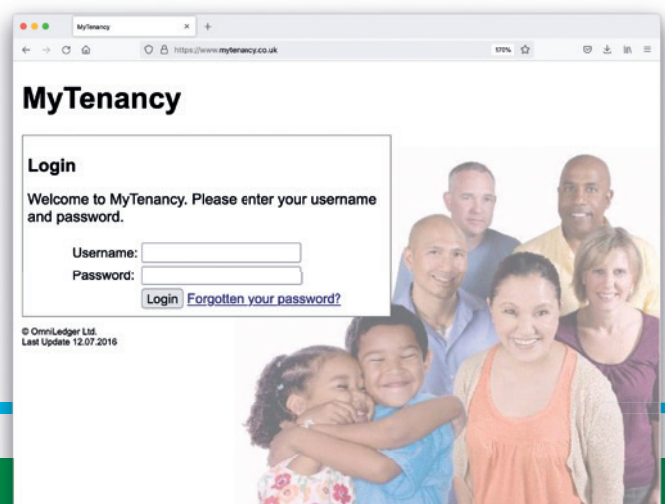 MyTenancy
https://www.mytenancy.co.uk
170%
MyTenancy
Login
Welcome to MyTenancy. Please enter your username
and password.
Username:
Password:
Login Forgotten your password?
© OmniLedger Ltd.
Last Update 12.07.2016